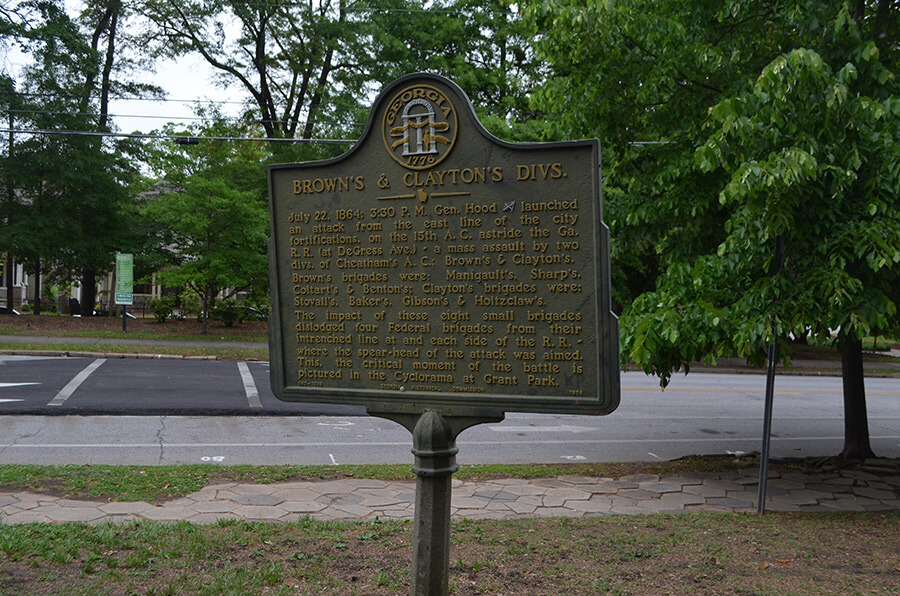 GEORGIA
1776
BROWN'S & CLAYTON'S DIVS.
July 22, 1864: 3:30 P. M. Gen. Hood launched
an attack from the east line of the city
fortifications, on the 15th A. C. astride the Ga.
R. R. (at DeGress Ave.) - a mass assault by two
divs. of Cheatham's A. C.: Brown's & Clayton's.
Brown's brigades were: Manigault's, Sharp's,
Coltart's & Benton's; Clayton's brigades were:
Stovall's, Baker's, Gibson's & Holtzclaw's.
The impact of these eight small brigades
dislodged four Federal brigades from their
intrenched line at and each side of the R. R. -
where the spear-head of the attack was aimed.
This, the critical moment of the battle is
pictured in the Cyclorama at Grant Park.
HISTORICAL COMMISSION